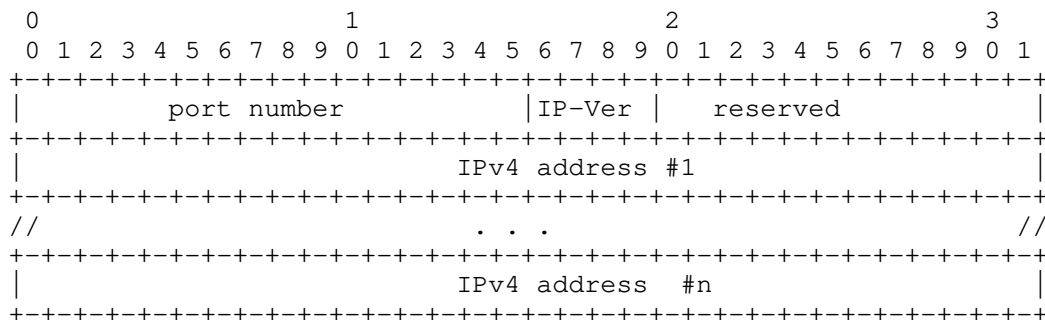 0                   1                   2                   3
 0 1 2 3 4 5 6 7 8 9 0 1 2 3 4 5 6 7 8 9 0 1 2 3 4 5 6 7 8 9 0 1
+-+-+-+-+-+-+-+-+-+-+-+-+-+-+-+-+-+-+-+-+-+-+-+-+-+-+-+-+-+-+-+-+
|         port number           |IP-Ver |   reserved            |
+-+-+-+-+-+-+-+-+-+-+-+-+-+-+-+-+-+-+-+-+-+-+-+-+-+-+-+-+-+-+-+-+
|                           IPv4 address #1                     |
+-+-+-+-+-+-+-+-+-+-+-+-+-+-+-+-+-+-+-+-+-+-+-+-+-+-+-+-+-+-+-+-+
//                           . . .                             //
+-+-+-+-+-+-+-+-+-+-+-+-+-+-+-+-+-+-+-+-+-+-+-+-+-+-+-+-+-+-+-+-+
|                           IPv4 address  #n                    |
+-+-+-+-+-+-+-+-+-+-+-+-+-+-+-+-+-+-+-+-+-+-+-+-+-+-+-+-+-+-+-+-+